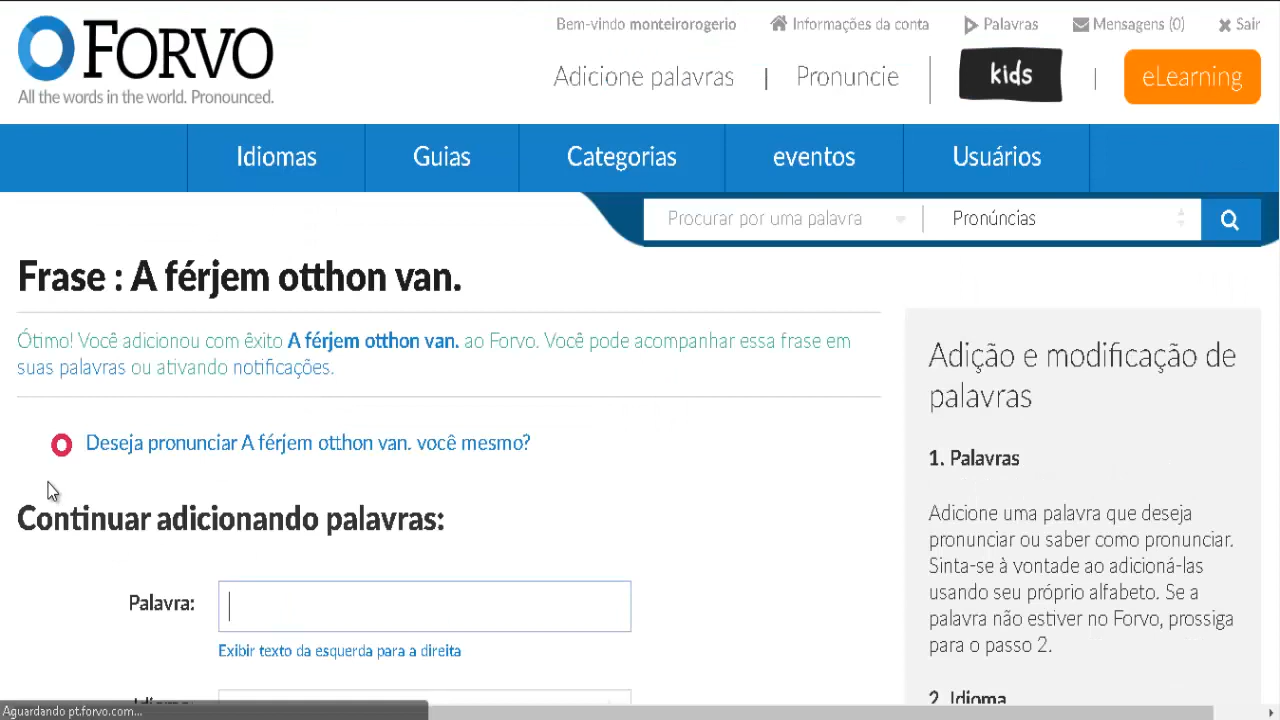 FORVO
All the words in the world. Pronounced.
Bem-vindo monteirorogerio
Informações da conta
Palavras
Mensagens (0)
Sair
Adicione palavras | Pronuncie
kids
eLearning
Idiomas
Guias
Categorias
eventos
Usuários
Procurar por uma palavra
Pronúncias
Frase : A férjem otthon van.
Ótimo! Você adicionou com êxito A férjem otthon van. ao Forvo. Você pode acompanhar essa frase em
suas palavras ou ativando notificações.
Deseja pronunciar A férjem otthon van. você mesmo?
Continuar adicionando palavras:
Palavra:
Exibir texto da esquerda para a direita
Adição e modificação de
palavras
1. Palavras
Adicione uma palavra que deseja
pronunciar ou saber como pronunciar.
Sinta-se à vontade ao adicioná-las
usando seu próprio alfabeto. Se a
palavra não estiver no Forvo, prossiga
para o passo 2.
2. Idioma
Aguardando pt.forvo.com...